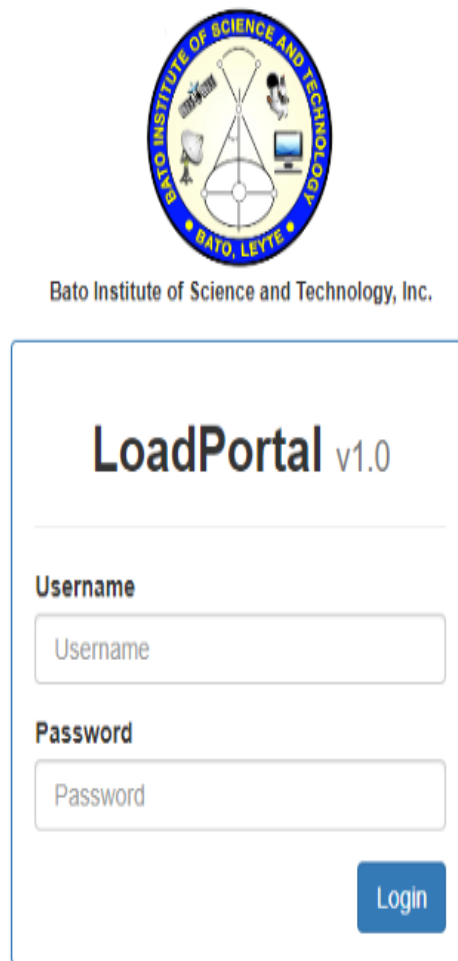 BATO INSTITUTE OF SCIENCE AND TECHNOLOGY
BATO, LEYTE
Bato Institute of Science and Technology, Inc.
LoadPortal v1.0
Username
Username
Password
Password
Login